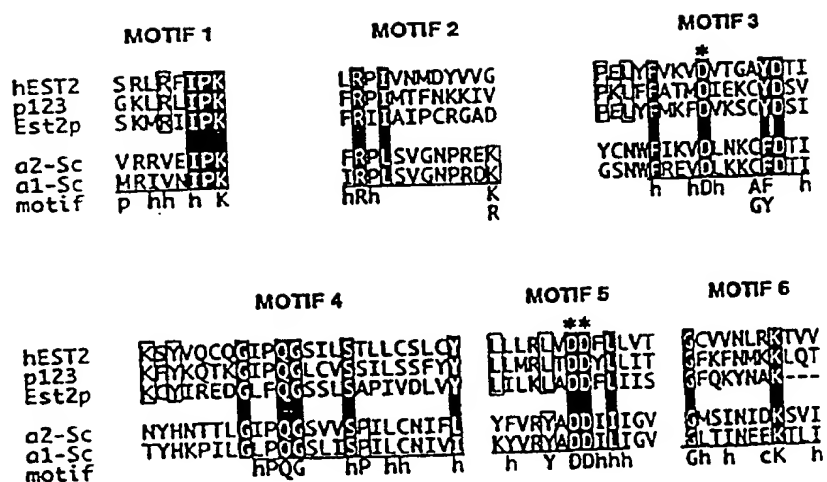 MOTIF 1 MOTIF 2 MOTIF 3
*
hEST2 SRLRFIPK LRPIVNMDYVVG PELYFVKVDVTGAYDTI
p123 GKLRLIPK FRPIMTFNKKIV PKLFFATMDIEKCYDSV
Est2p SKMRIIPK FRIIAIPCRGAD PELYFMKFDVKSCYDSI
a2-Sc VRRVEIPK FRPLSVGNPREK YCNWFIKVDLNKCFDTI
a1-Sc MRIVNIPK IRPLSVGNPRDK GSNWFREVDLKKCFDTI
motif p hh h K hRh K h hDh AF h
R GY
MOTIF 4 MOTIF 5 MOTIF 6
**
hEST2 KSYVQCQGIPQGSILSTLLCSLCY LLLRLVDDFLLVT GCVVNLRKTVV
p123 KFYKQTKGIPQGLCVSSILSSFYY LLMRLTDDYLLIT GFKFNMKKLQT
Est2p KCYIREDGLFQGSSLSAPIVDLVY LILKLADDFLIIS GFQKYNAK---
a2-Sc NYHNTTLGIPQGSVVSPILCNIFL YFVRYADDIIIGV GMSINIDKSVI
a1-Sc TYHKPILGLPQGSLISPILCNIVI KYVRYADDILIGV GLTINEEKTLI
motif hPQG hP hh h h Y DDhhh Gh h cK h